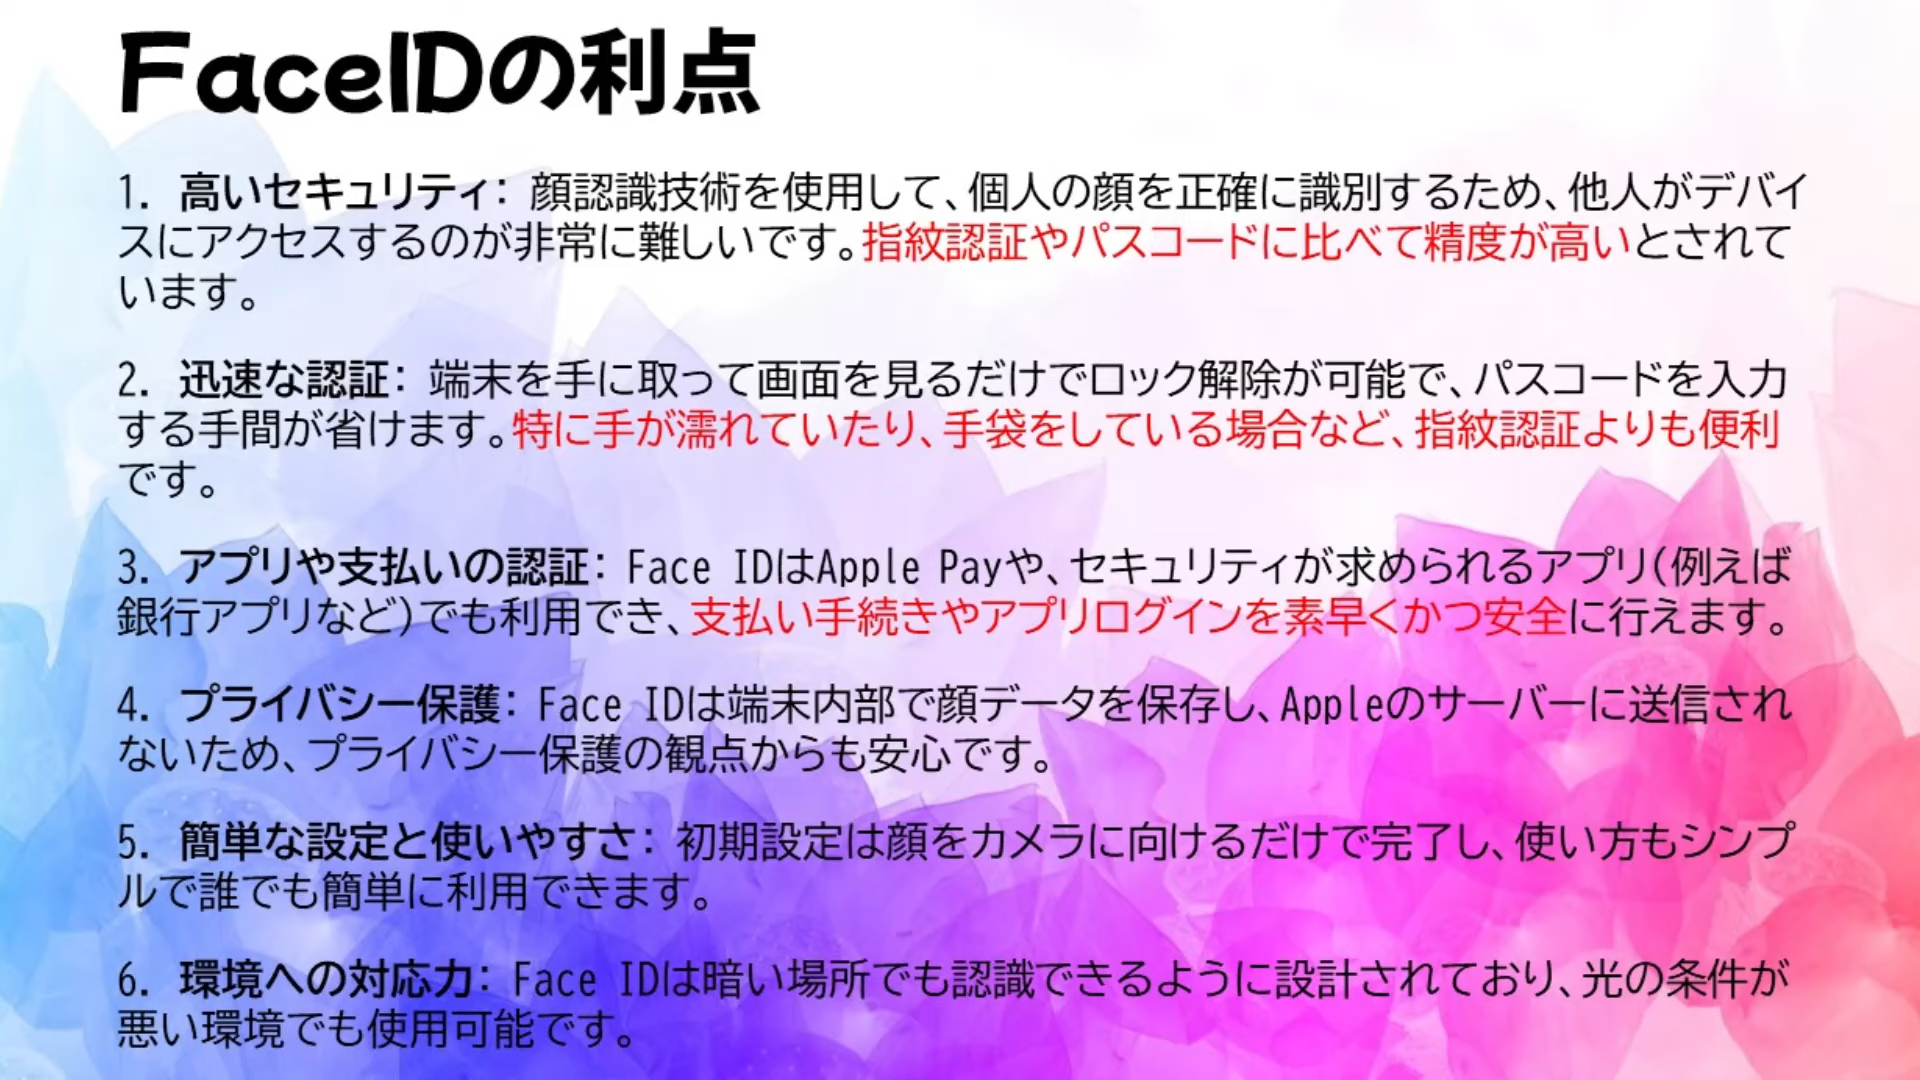 FaceIDの利点
1. 高いセキュリティ: 顔認識技術を使用して、個人の顔を正確に識別するため、他人がデバイ
スにアクセスするのが非常に難しいです。指紋認証やパスコードに比べて精度が高いとされて
います。
2. 迅速な認証: 端末を手に取って画面を見るだけでロック解除が可能で、パスコードを入力
する手間が省けます。特に手が濡れていたり、手袋をしている場合など、指紋認証よりも便利
です。
3. アプリや支払いの認証: Face IDはApple Payや、セキュリティが求められるアプリ(例えば
銀行アプリなど)でも利用でき、支払い手続きやアプリログインを素早くかつ安全に行えます。
4. プライバシー保護: Face IDは端末内部で顔データを保存し、Appleのサーバーに送信され
ないため、プライバシー保護の観点からも安心です。
5. 簡単な設定と使いやすさ: 初期設定は顔をカメラに向けるだけで完了し、使い方もシンプ
ルで誰でも簡単に利用できます。
6. 環境への対応力: Face IDは暗い場所でも認識できるように設計されており、光の条件が
悪い環境でも使用可能です。